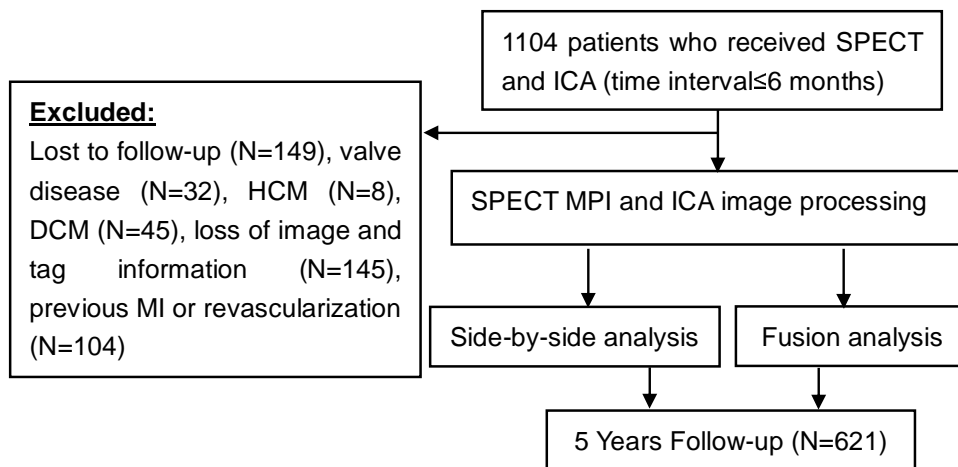 1104 patients who received SPECT
and ICA (time interval≤6 months)
Excluded:
Lost to follow-up (N=149), valve
disease (N=32), HCM (N=8),
DCM (N=45), loss of image and
tag information (N=145),
previous MI or revascularization
(N=104)
SPECT MPI and ICA image processing
Side-by-side analysis
Fusion analysis
5 Years Follow-up (N=621)